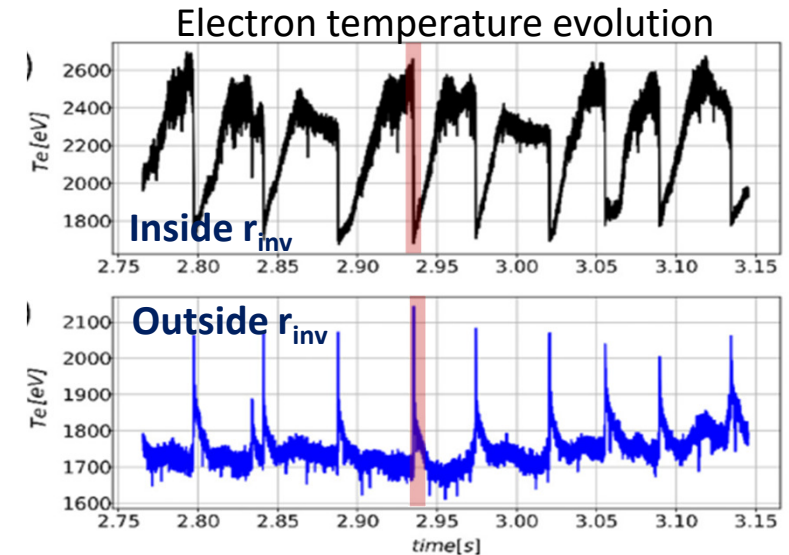 Electron temperature evolution
)
2600
2400
2200
2000
1800
Te[eV]
Inside rinv
2.75 2.80 2.85 2.90 2.95 3.00 3.05 3.10 3.15
)
2100
2000
1900
1800
1700
1600
Te[eV]
Outside rinv
2.75 2.80 2.85 2.90 2.95 3.00 3.05 3.10 3.15
time[s]